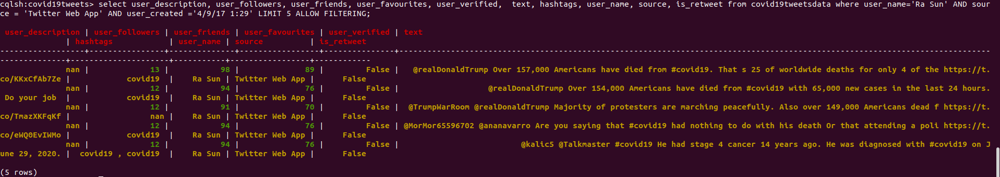 cqlsh:covid19tweets> select user_description, user_followers, user_friends, user_favourites, user_verified,  text, hashtags, user_name, source, is_retweet from covid19tweetsdata where user_name='Ra Sun' AND sour
ce = 'Twitter Web App' AND user_created ='4/9/17 1:29' LIMIT 5 ALLOW FILTERING;
user_description | user_followers | user_friends | user_favourites | user_verified | text
| hashtags | user_name | source | is_retweet
------------------+----------------+--------------+-----------------+---------------+------------------------------
--------------+---------------------+-----------+-----------------+------------
nan | 13 | 98 | 89 | False | @realDonaldTrump Over 157,000 Americans have died from #covid19. That s 25 of worldwide deaths for only 4 of the https://t.
co/KKxCfAb7Ze | covid19 | Ra Sun | Twitter Web App | False
nan | 12 | 94 | 76 | False | @realDonaldTrump Over 154,000 Americans have died from #covid19 with 65,000 new cases in the last 24 hours.
Do your job | covid19 | Ra Sun | Twitter Web App | False
nan | 12 | 91 | 70 | False | @TrumpWarRoom @realDonaldTrump Majority of protesters are marching peacefully. Also over 149,000 Americans dead f https://t.
co/TmazXKFqKf | nan | Ra Sun | Twitter Web App | False
nan | 12 | 94 | 76 | False | @MorMor65596702 @ananavarro Are you saying that #covid19 had nothing to do with his death Or that attending a poli https://t.
co/eWQ0EvIWMo | covid19 | Ra Sun | Twitter Web App | False
nan | 12 | 94 | 76 | False | @kalic5 @Talkmaster #covid19 He had stage 4 cancer 14 years ago. He was diagnosed with #covid19 on J
une 29, 2020. | covid19 , covid19 | Ra Sun | Twitter Web App | False
(5 rows)